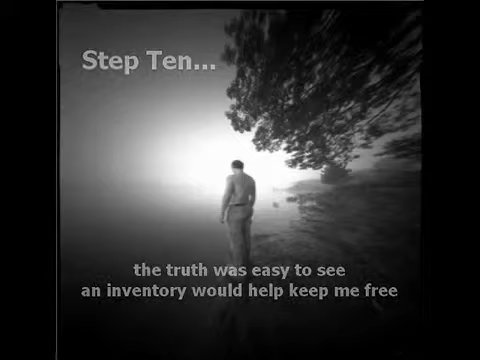 Step Ten...
the truth was easy to see
an inventory would help keep me free